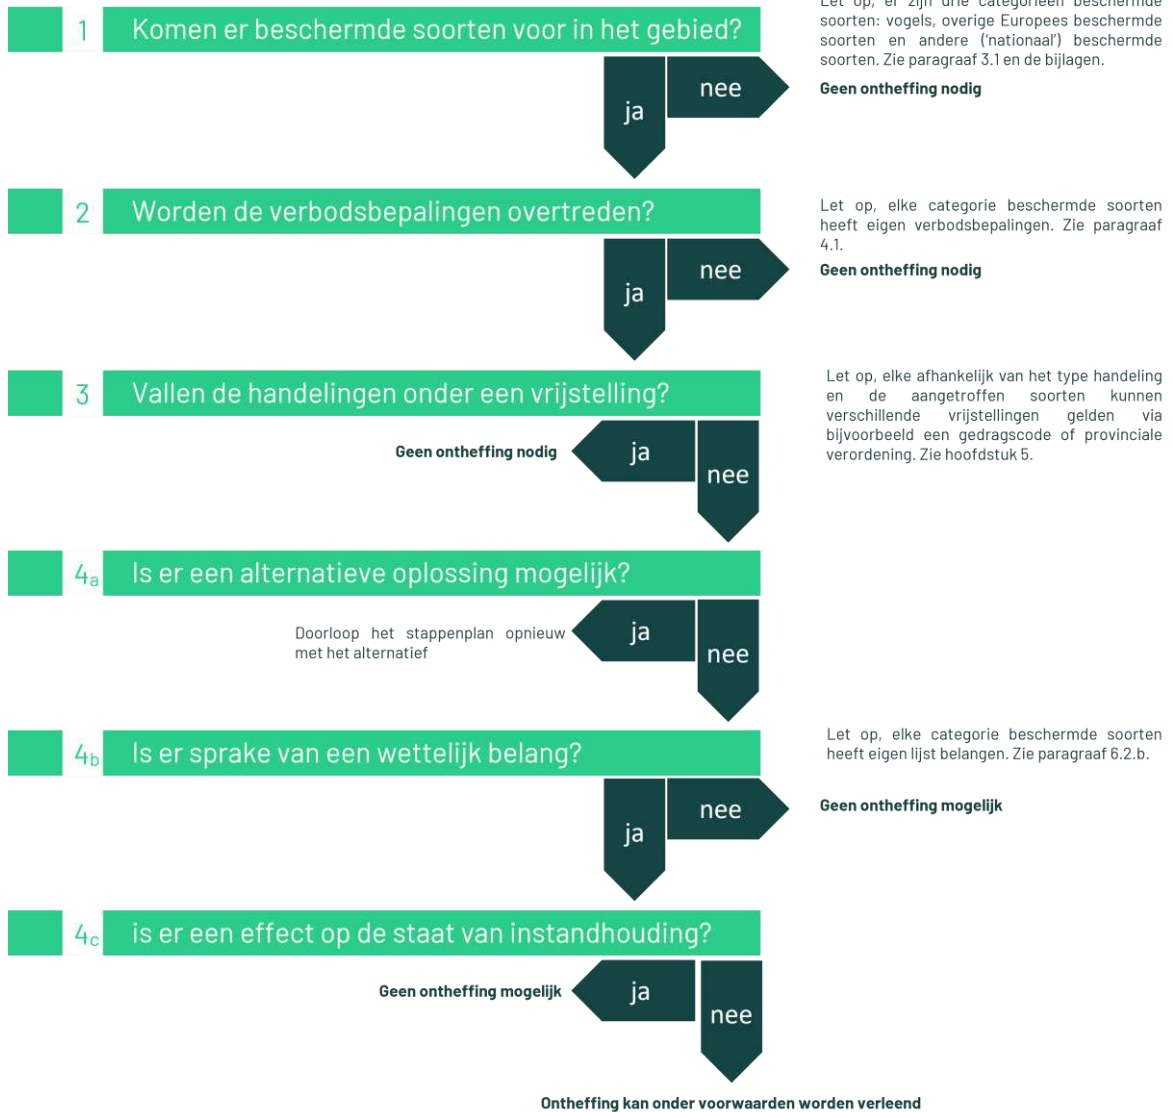 Let op, er zijn drie categorieën beschermde
soorten: vogels, overige Europees beschermde
soorten en andere (‘nationaal’) beschermde
soorten. Zie paragraaf 3.1 en de bijlagen.
1 Komen er beschermde soorten voor in het gebied?
nee
Geen ontheffing nodig
ja
2 Worden de verbodsbepalingen overtreden?
Let op, elke categorie beschermde soorten
heeft eigen verbodsbepalingen. Zie paragraaf
4.1.
nee
Geen ontheffing nodig
ja
3 Vallen de handelingen onder een vrijstelling?
Let op, elke afhankelijk van het type handeling
en de aangetroffen soorten kunnen
verschillende vrijstellingen gelden via
bijvoorbeeld een gedragscode of provinciale
verordening. Zie hoofdstuk 5.
Geen ontheffing nodig
ja
nee
4a Is er een alternatieve oplossing mogelijk?
Doorloop het stappenplan opnieuw
met het alternatief
ja
nee
4b Is er sprake van een wettelijk belang?
Let op, elke categorie beschermde soorten
heeft eigen lijst belangen. Zie paragraaf 6.2.b.
nee
Geen ontheffing mogelijk
ja
4c is er een effect op de staat van instandhouding?
Geen ontheffing mogelijk
ja
nee
Ontheffing kan onder voorwaarden worden verleend